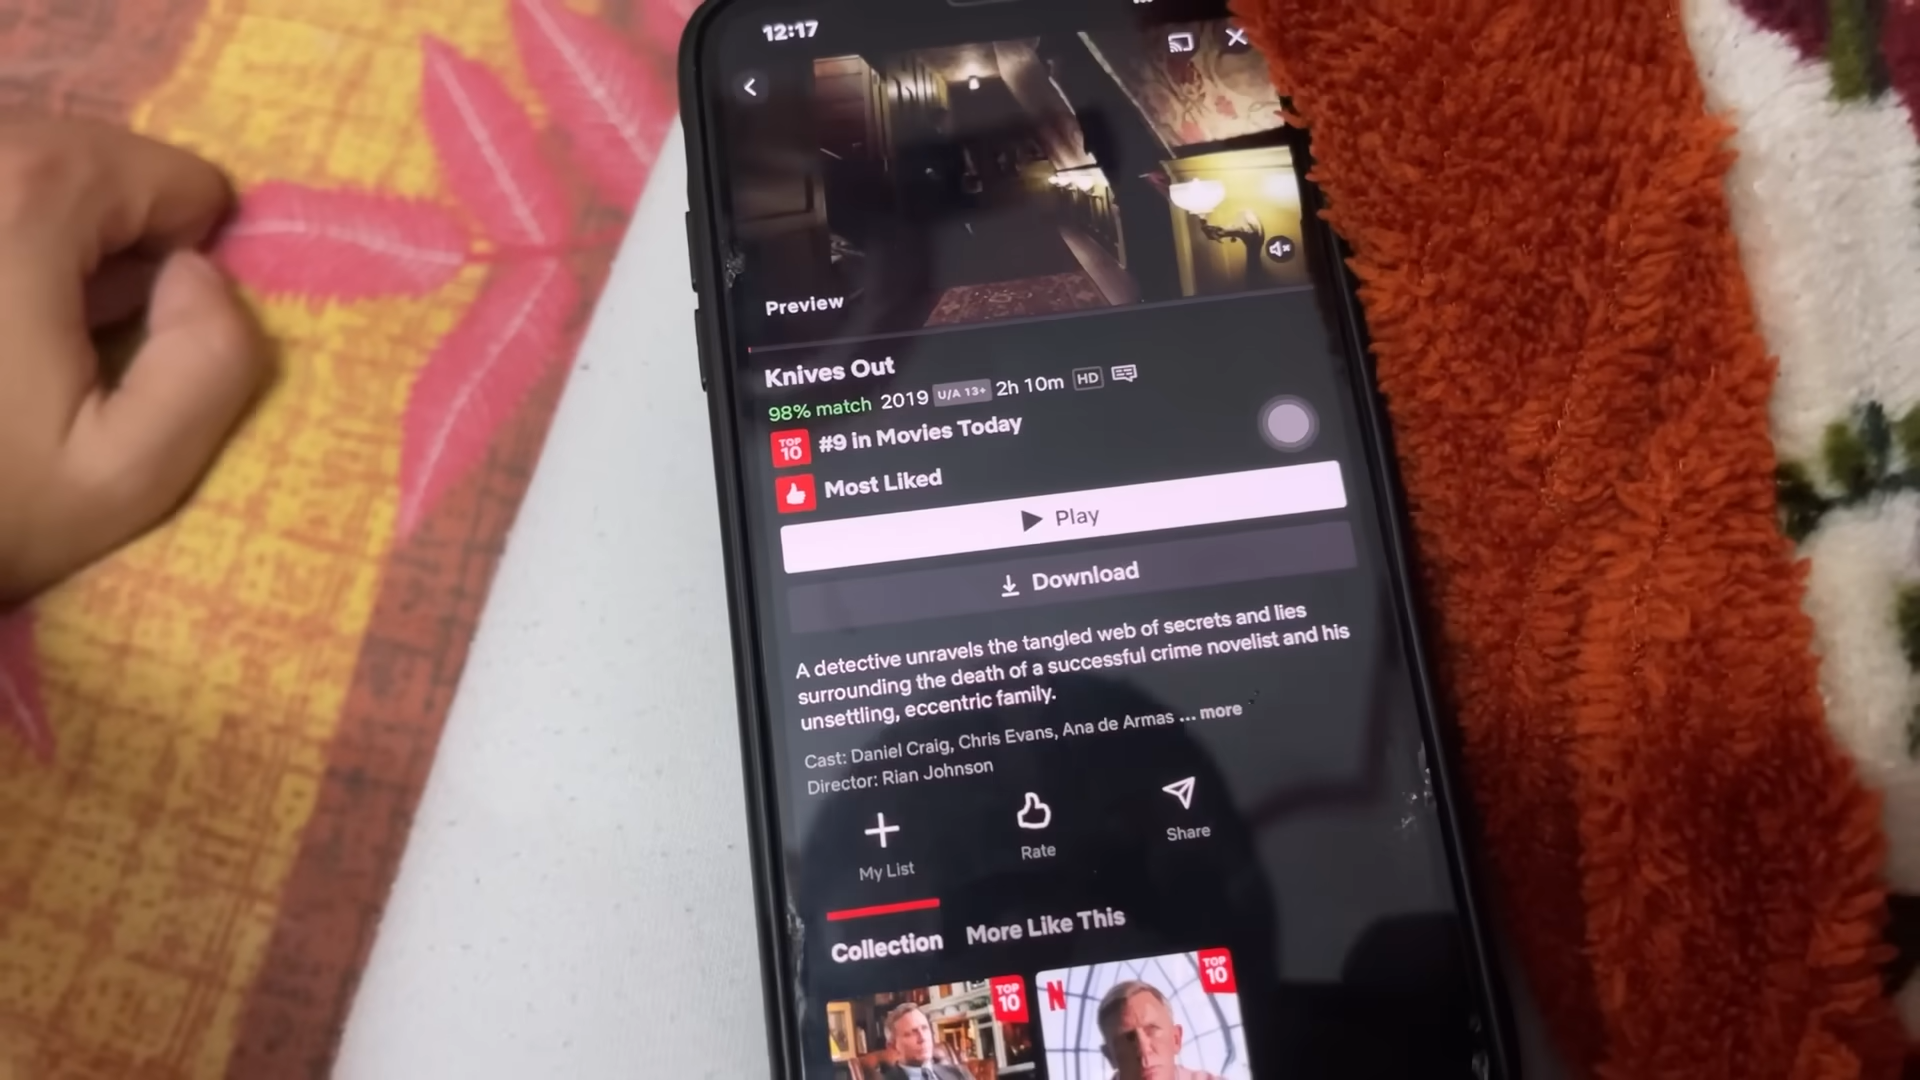 12:17
Preview
Knives Out
98% match 2019 U/A 13+ 2h 10m HD
TOP 10 #9 in Movies Today
Most Liked
Play
Download
A detective unravels the tangled web of secrets and lies
surrounding the death of a successful crime novelist and his
unsettling, eccentric family.
Cast: Daniel Craig, Chris Evans, Ana de Armas ... more
Director: Rian Johnson
My List
Rate
Share
Collection
More Like This
TOP 10
N
TOP 10